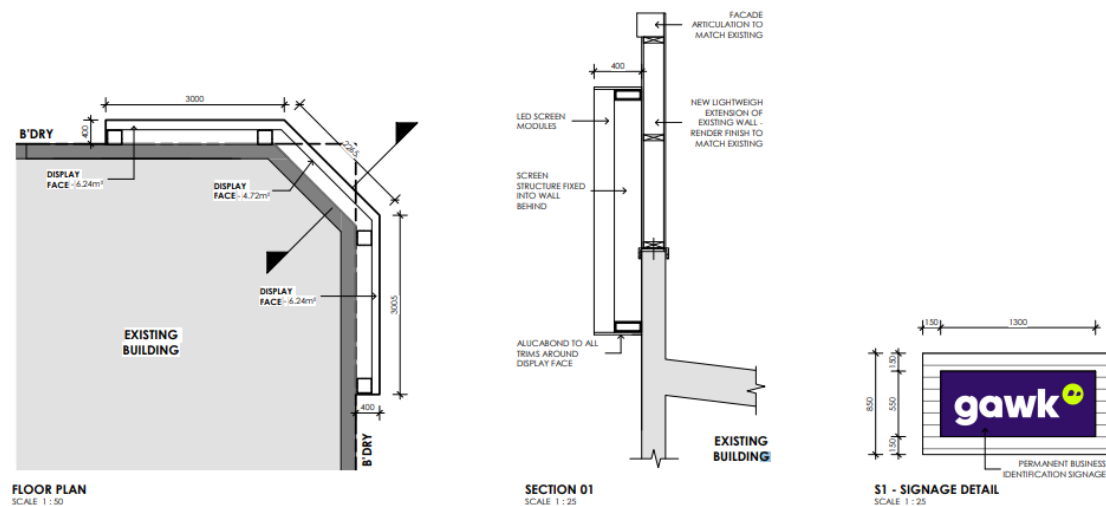 3000
B'DRY
400
2265
DISPLAY
FACE - 6.24m²
DISPLAY
FACE - 4.72m²
DISPLAY
FACE - 6.24m²
3005
EXISTING
BUILDING
400
B'DRY
FLOOR PLAN
SCALE 1 : 50
FACADE
ARTICULATION TO
MATCH EXISTING
400
LED SCREEN
MODULES
NEW LIGHTWEIGH
EXTENSION OF
EXISTING WALL -
RENDER FINISH TO
MATCH EXISTING
SCREEN
STRUCTURE FIXED
INTO WALL
BEHIND
ALUCABOND TO ALL
TRIMS AROUND
DISPLAY FACE
EXISTING
BUILDING
SECTION 01
SCALE 1 : 25
150
1300
150
850
550
150
gawk
PERMANENT BUSINESS
IDENTIFICATION SIGNAGE
S1 - SIGNAGE DETAIL
SCALE 1 : 25